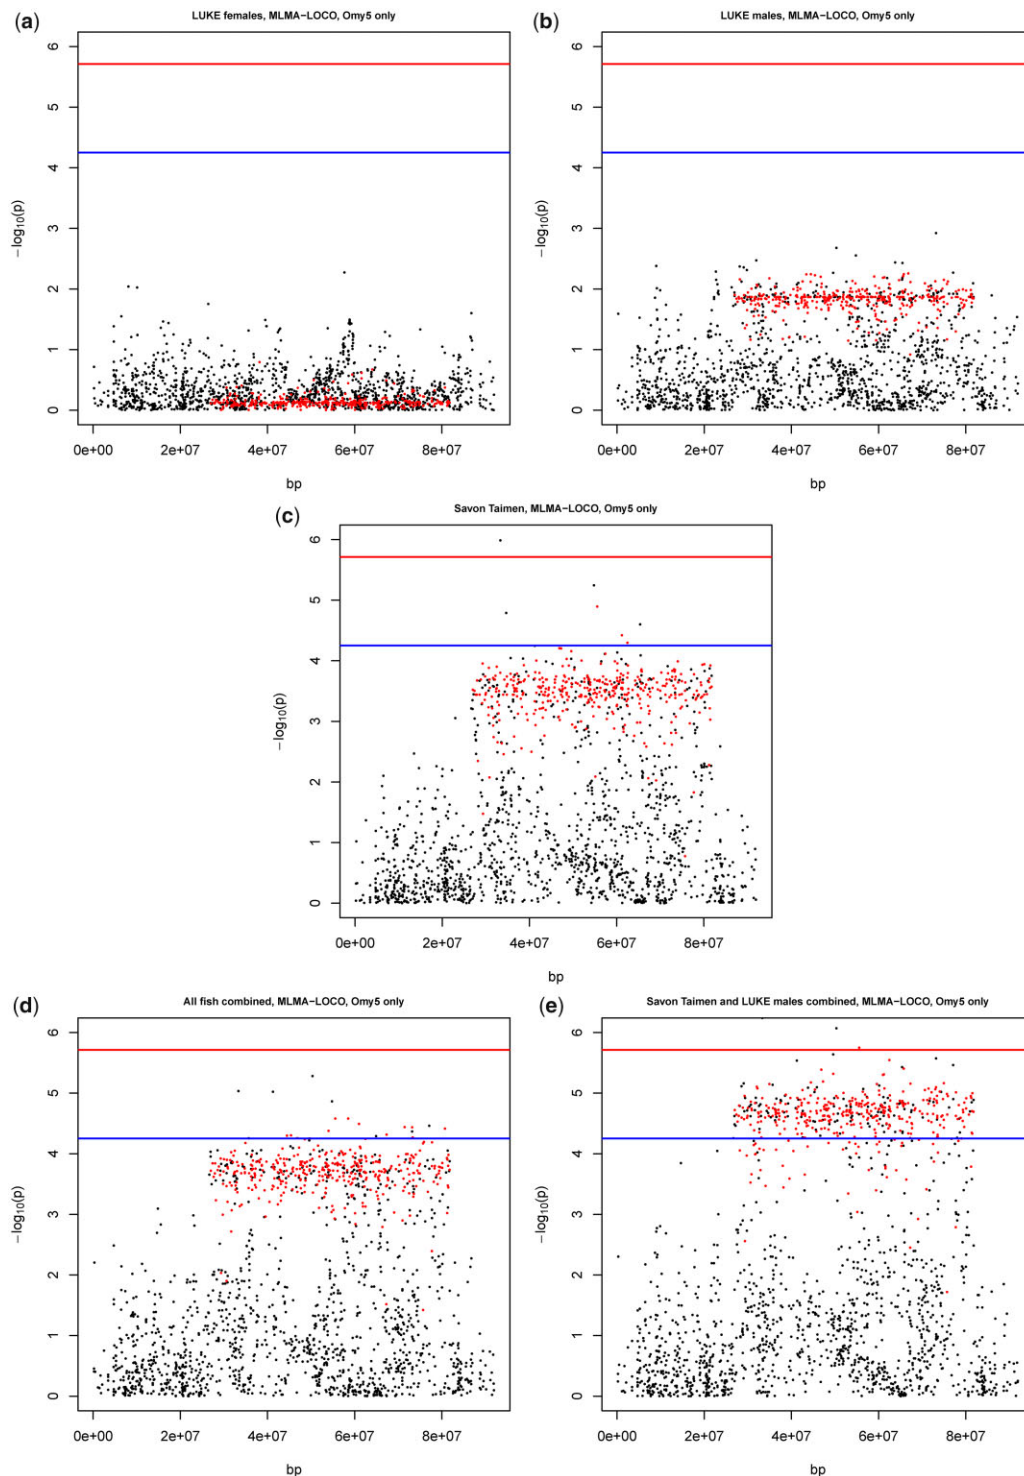 (a)
LUKE females, MLMA−LOCO, Omy5 only
−log10(p)
6
5
4
3
2
1
0
0e+00 2e+07 4e+07 6e+07 8e+07
bp
(b)
LUKE males, MLMA−LOCO, Omy5 only
−log10(p)
6
5
4
3
2
1
0
0e+00 2e+07 4e+07 6e+07 8e+07
bp
(c)
Savon Taimen, MLMA−LOCO, Omy5 only
−log10(p)
6
5
4
3
2
1
0
0e+00 2e+07 4e+07 6e+07 8e+07
bp
(d)
All fish combined, MLMA−LOCO, Omy5 only
−log10(p)
6
5
4
3
2
1
0
0e+00 2e+07 4e+07 6e+07 8e+07
bp
(e)
Savon Taimen and LUKE males combined, MLMA−LOCO, Omy5 only
−log10(p)
6
5
4
3
2
1
0
0e+00 2e+07 4e+07 6e+07 8e+07
bp